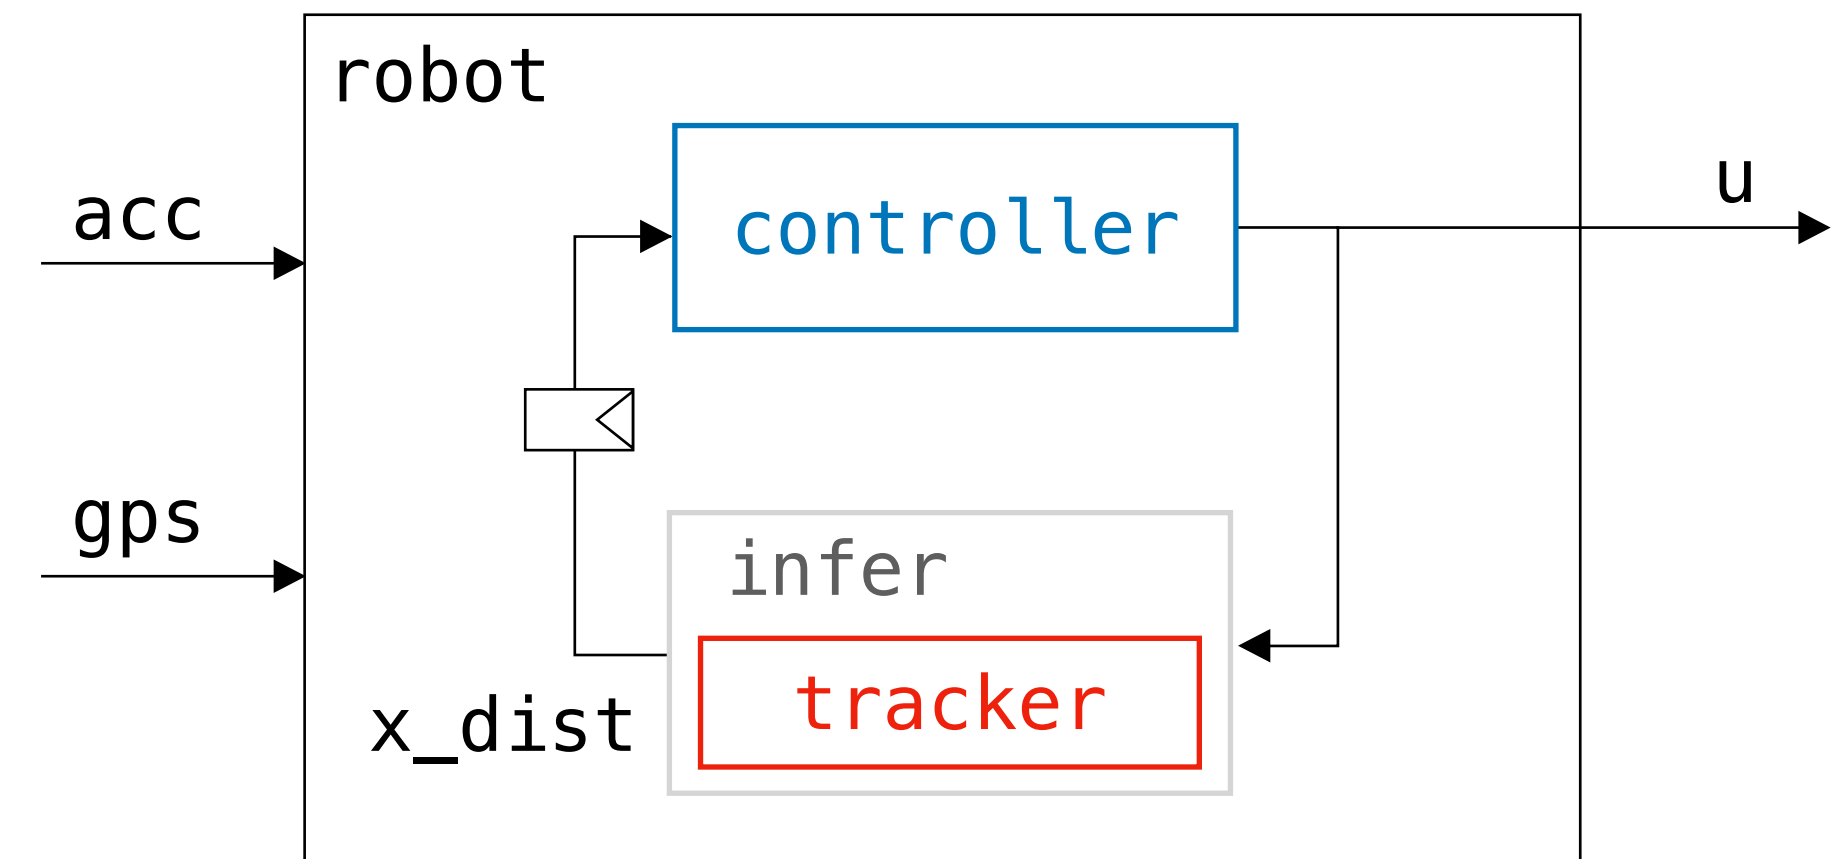 robot
acc
controller
u
gps
infer
tracker
x_dist